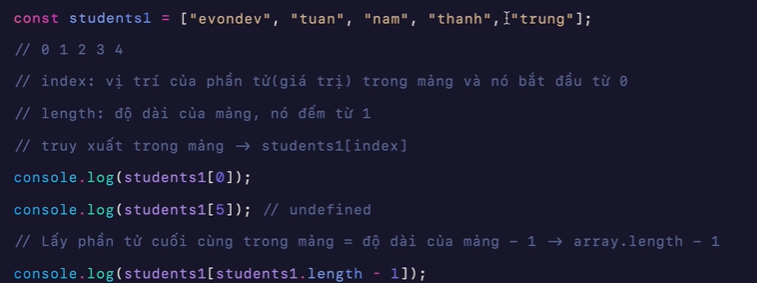 const students1 = ["evondev", "tuan", "nam", "thanh", "trung"];
// 0 1 2 3 4
// index: vị trí của phần tử(giá trị) trong mảng và nó bắt đầu từ 0
// length: độ dài của mảng, nó đếm từ 1
// truy xuất trong mảng -> students1[index]
console.log(students1[0]);
console.log(students1[5]); // undefined
// Lấy phần tử cuối cùng trong mảng = độ dài của mảng - 1 -> array.length - 1
console.log(students1[students1.length - 1]);